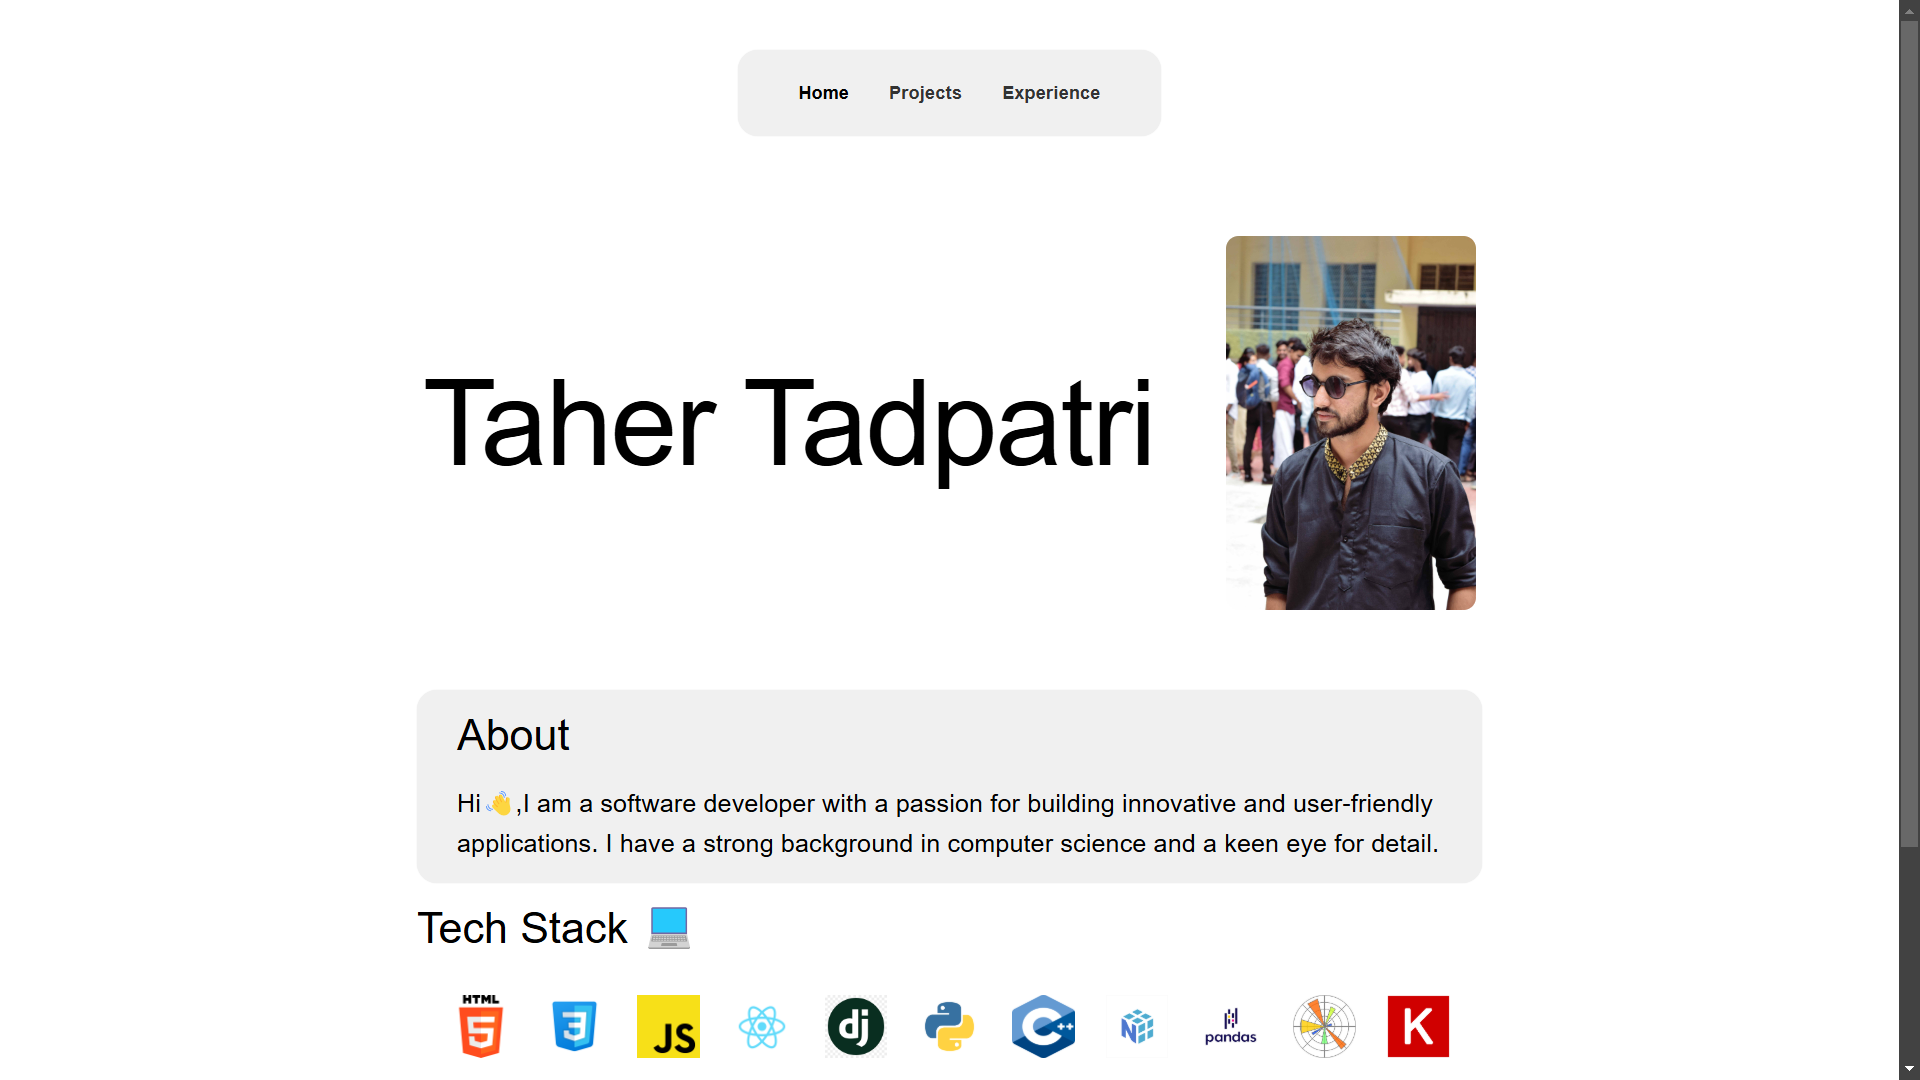 Home Projects Experience
Taher Tadpatri
About
Hi 👋,I am a software developer with a passion for building innovative and user-friendly
applications. I have a strong background in computer science and a keen eye for detail.
Tech Stack 💻
HTML
5 3 JS dj C++ N pandas K